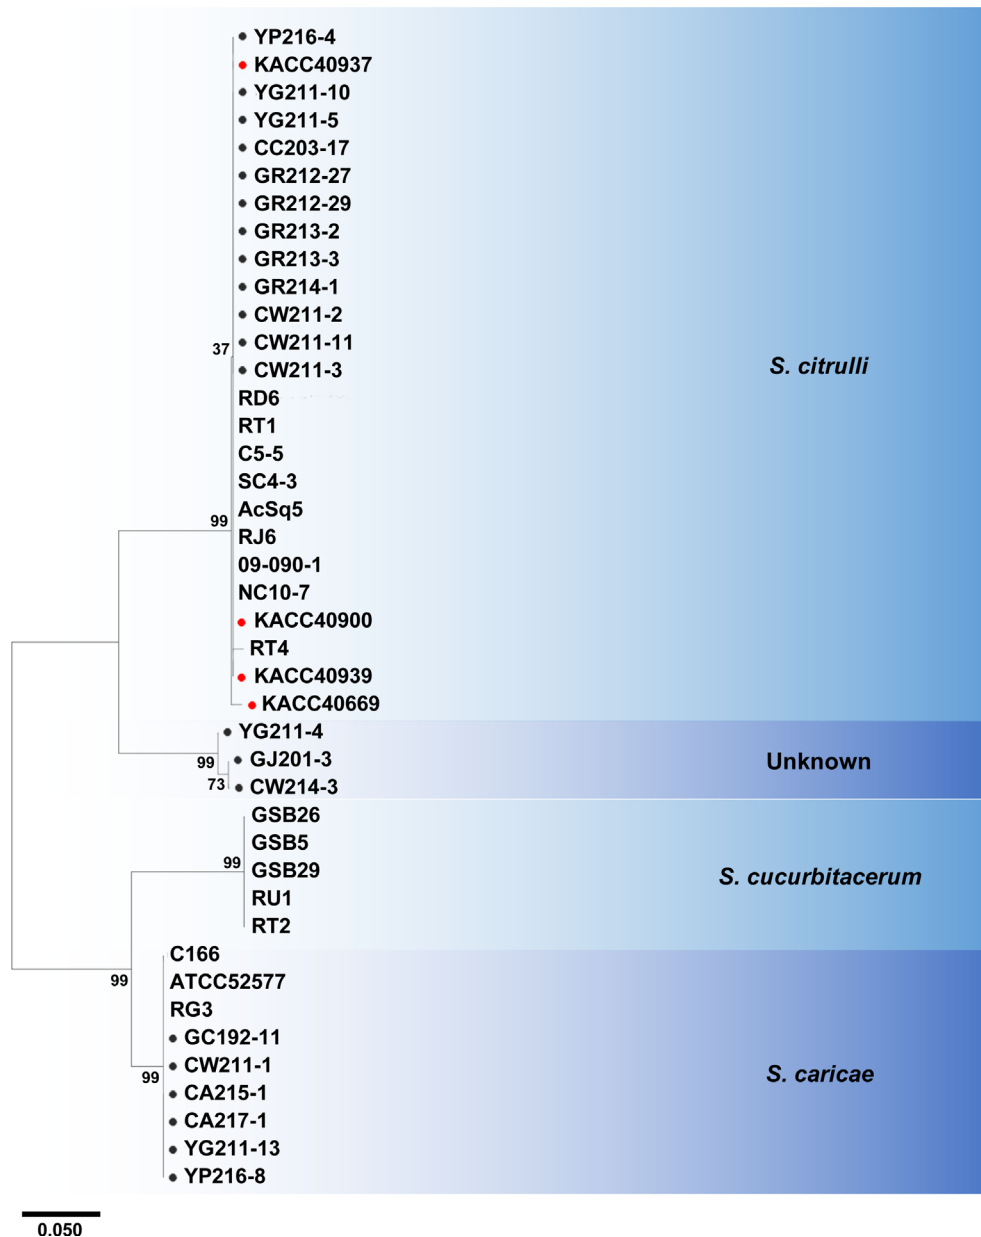 YP216-4
KACC40937
YG211-10
YG211-5
CC203-17
GR212-27
GR212-29
GR213-2
GR213-3
GR214-1
CW211-2
CW211-11
37
S. citrulli
CW211-3
RD6
RT1
C5-5
SC4-3
AcSq5
99
RJ6
09-090-1
NC10-7
KACC40900
RT4
KACC40939
KACC40669
YG211-4
99
GJ201-3
Unknown
73
CW214-3
GSB26
GSB5
99
GSB29
S. cucurbitacerum
RU1
RT2
C166
99
ATCC52577
RG3
GC192-11
CW211-1
99
S. caricae
CA215-1
CA217-1
YG211-13
YP216-8
0.050